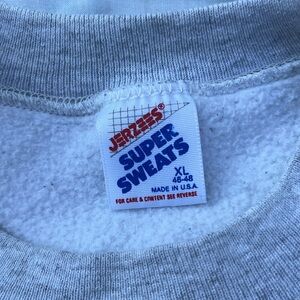 JERZEES®
SUPER
SWEATS
XL
46-48
MADE IN U.S.A.
FOR CARE & CONTENT SEE REVERSE